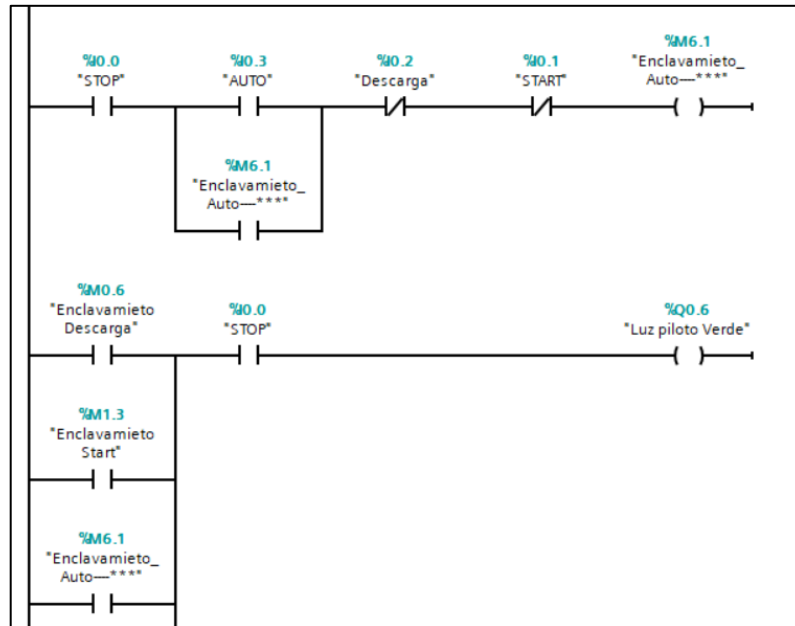 %I0.0
"STOP"
%I0.3
"AUTO"
%I0.2
"Descarga"
%I0.1
"START"
%M6.1
"Enclavamieto_
Auto----***"
%M6.1
"Enclavamieto_
Auto----***"
%M0.6
"Enclavamieto
Descarga"
%I0.0
"STOP"
%Q0.6
"Luz piloto Verde"
%M1.3
"Enclavamieto
Start"
%M6.1
"Enclavamieto_
Auto----***"